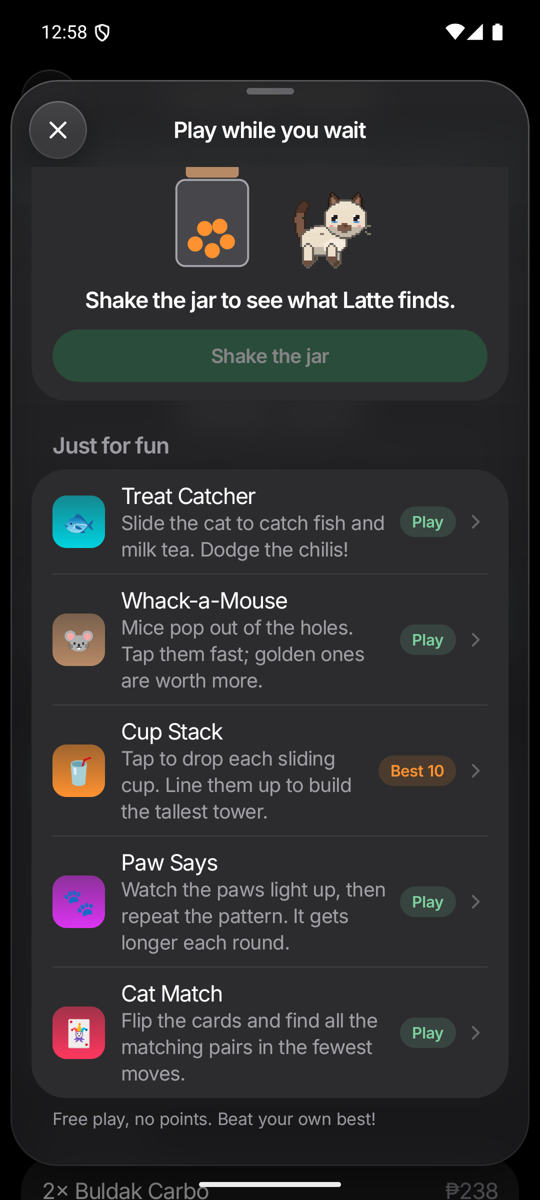 12:58
Play while you wait
Shake the jar to see what Latte finds.
Shake the jar
Just for fun
Treat Catcher
Slide the cat to catch fish and
milk tea. Dodge the chilis!
Play
Whack-a-Mouse
Mice pop out of the holes.
Tap them fast; golden ones
are worth more.
Play
Cup Stack
Tap to drop each sliding
cup. Line them up to build
the tallest tower.
Best 10
Paw Says
Watch the paws light up, then
repeat the pattern. It gets
longer each round.
Play
Cat Match
Flip the cards and find all the
matching pairs in the fewest
moves.
Play
Free play, no points. Beat your own best!
2× Buldak Carbo
₱238